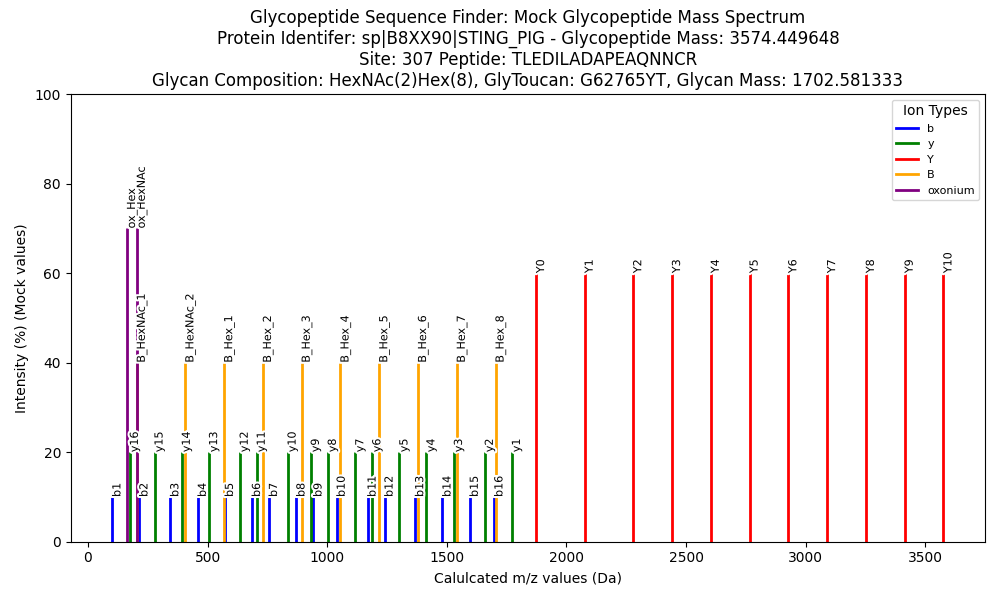 Glycopeptide Sequence Finder: Mock Glycopeptide Mass Spectrum
Protein Identifer: sp|B8XX90|STING_PIG - Glycopeptide Mass: 3574.449648
Site: 307 Peptide: TLEDILADAPEAQNNCR
Glycan Composition: HexNAc(2)Hex(8), GlyToucan: G62765YT, Glycan Mass: 1702.581333
Intensity (%) (Mock values)
100
80
60
40
20
0
Ion Types
b
y
Y
B
oxonium
ox_Hex
ox_HexNAc
Y0
Y1
Y2
Y3
Y4
Y5
Y6
Y7
Y8
Y9
Y10
B_HexNAc_1
B_HexNAc_2
B_Hex_1
B_Hex_2
B_Hex_3
B_Hex_4
B_Hex_5
B_Hex_6
B_Hex_7
B_Hex_8
y16
y15
y14
y13
y12
y11
y10
y9
y8
y7
y6
y5
y4
y3
y2
y1
b1
b2
b3
b4
b5
b6
b7
b8
b9
b10
b11
b12
b13
b14
b15
b16
0
500
1000
1500
2000
2500
3000
3500
Calulcated m/z values (Da)